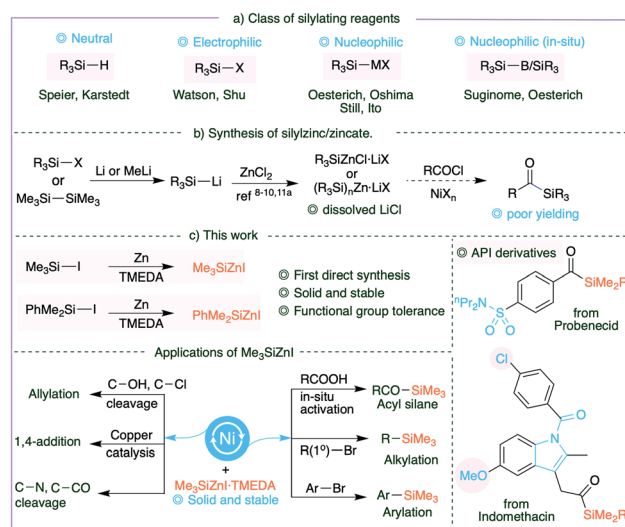 a) Class of silylating reagents
◎ Neutral
◎ Electrophilic
◎ Nucleophilic
◎ Nucleophilic (in-situ)
R₃Si—H
R₃Si—X
R₃Si—MX
R₃Si—B/SiR₃
Speier, Karstedt
Watson, Shu
Oesterich, Oshima
Still, Ito
Suginome, Oesterich
b) Synthesis of silylzinc/zincate.
R₃Si—X
or
Me₃Si—SiMe₃
Li or MeLi
R₃Si—Li
ZnCl₂
ref ⁸⁻¹⁰,¹¹ᵃ
R₃SiZnCl·LiX
or
(R₃Si)ₙZn·LiX
◎ dissolved LiCl
RCOCl
NiXₙ
O
R
SiR₃
◎ poor yielding
c) This work
Me₃Si—I
Zn
TMEDA
Me₃SiZnI
PhMe₂Si—I
Zn
TMEDA
PhMe₂SiZnI
◎ First direct synthesis
◎ Solid and stable
◎ Functional group tolerance
◎ API derivatives
O
SiMe₂R
ⁿPr₂N
S
O O
from
Probenecid
Applications of Me₃SiZnI
Allylation
C—OH, C—Cl
cleavage
1,4-addition
Copper
catalysis
C—N, C—CO
cleavage
Ni
+
Me₃SiZnI·TMEDA
◎ Solid and stable
RCOOH
in-situ
activation
RCO—SiMe₃
Acyl silane
R(1º)—Br
R—SiMe₃
Alkylation
Ar—Br
Ar—SiMe₃
Arylation
Cl
O
N
MeO
O
SiMe₂R
from
Indomethacin